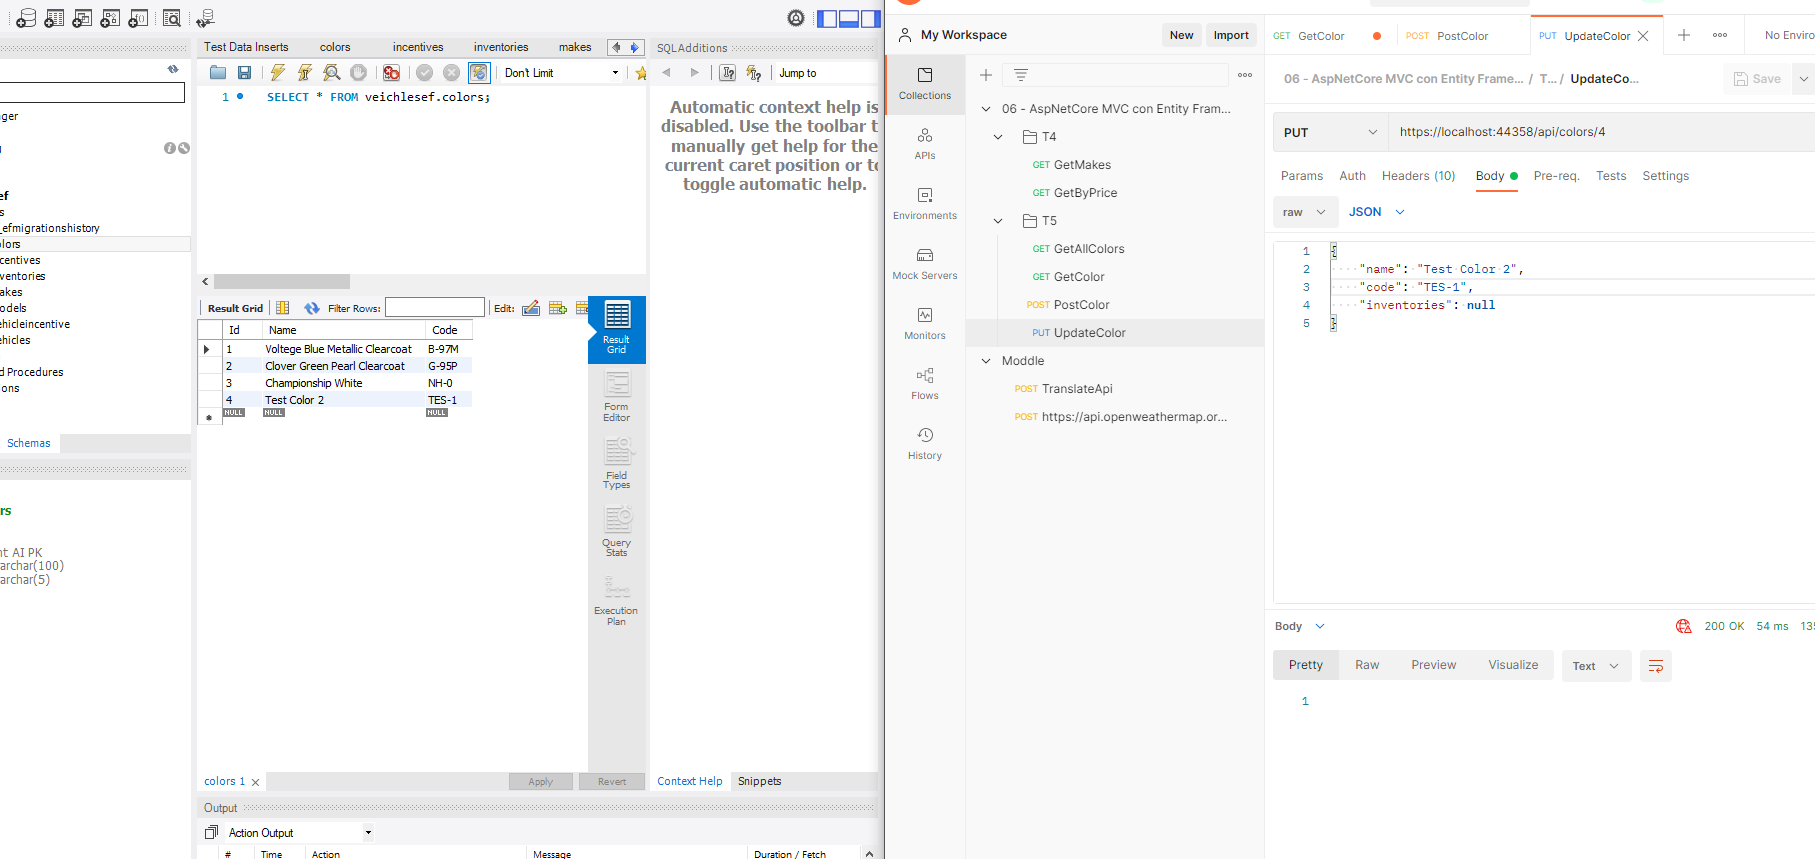 Test Data Inserts
colors
incentives
inventories
makes
Don't Limit
1
SELECT * FROM veichlesef.colors;
ger
ef
s
_efmigrationshistory
olors
centives
ventories
akes
odels
ehicleincentive
ehicles
d Procedures
ons
Schemas
rs
nt AI PK
archar(100)
archar(5)
Result Grid
Filter Rows:
Edit:
Id Name Code
1 Voltege Blue Metallic Clearcoat B-97M
2 Clover Green Pearl Clearcoat G-95P
3 Championship White NH-0
4 Test Color 2 TES-1
NULL NULL NULL
Result
Grid
Form
Editor
Field
Types
Query
Stats
Execution
Plan
colors 1
Apply
Revert
Output
Action Output
# Time Action Message Duration / Fetch
SQLAdditions
Jump to
Automatic context help is
disabled. Use the toolbar t
manually get help for the
current caret position or to
toggle automatic help.
Context Help
Snippets
My Workspace
New
Import
Collections
APIs
Environments
Mock Servers
Monitors
Flows
History
06 - AspNetCore MVC con Entity Fram...
T4
GET GetMakes
GET GetByPrice
T5
GET GetAllColors
GET GetColor
POST PostColor
PUT UpdateColor
Moddle
POST TranslateApi
POST https://api.openweathermap.or...
GET GetColor
POST PostColor
PUT UpdateColor
No Enviro
06 - AspNetCore MVC con Entity Frame... / T... / UpdateCo...
Save
PUT
https://localhost:44358/api/colors/4
Params
Auth
Headers (10)
Body
Pre-req.
Tests
Settings
raw
JSON
1 {
2 "name": "Test Color 2",
3 "code": "TES-1",
4 "inventories": null
5 }
Body
200 OK 54 ms 135
Pretty
Raw
Preview
Visualize
Text
1